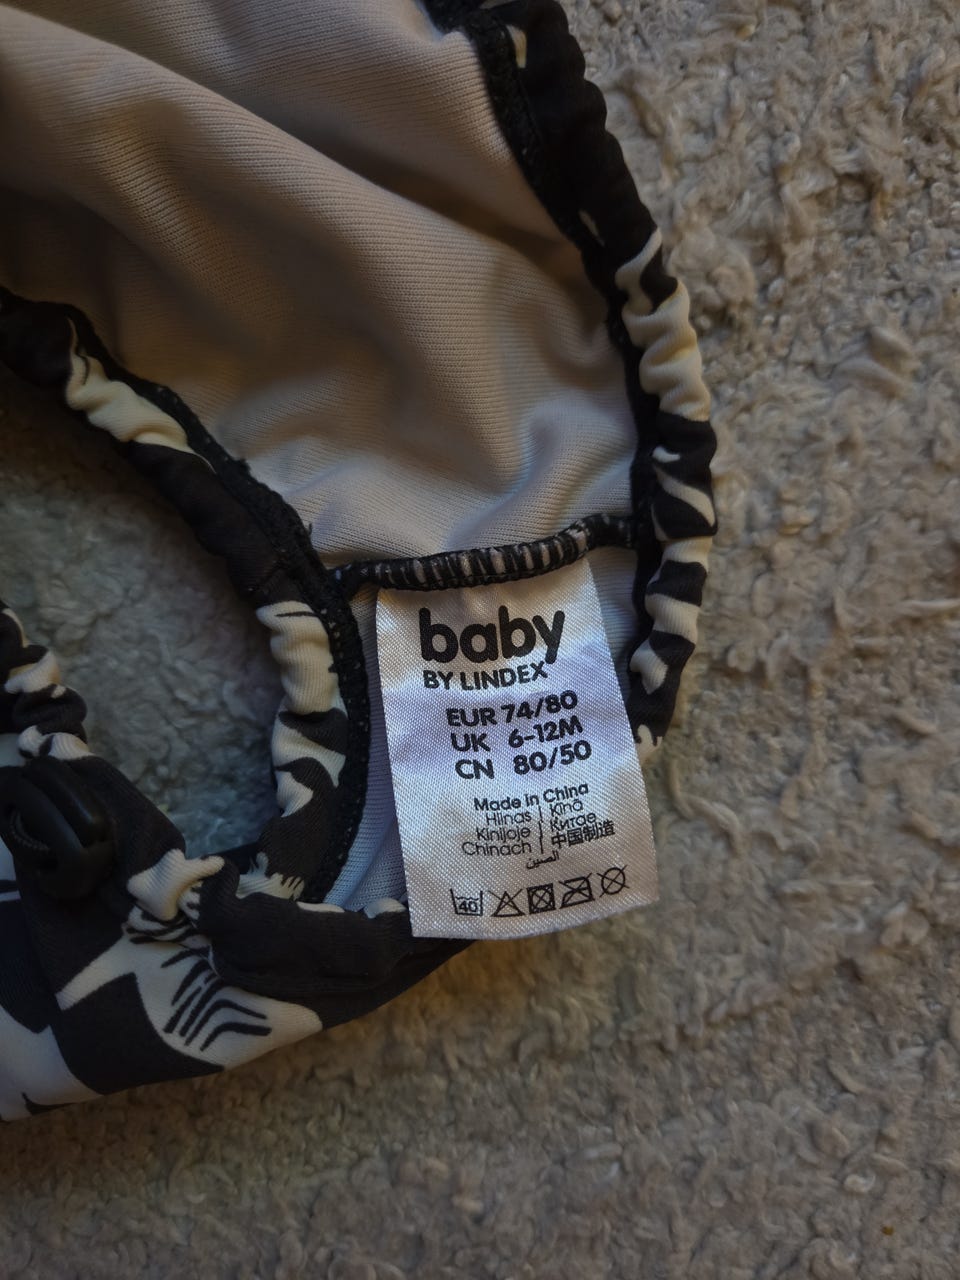 baby
BY LINDEX
EUR 74/80
UK 6-12M
CN 80/50
Made in China
Hiinas | Ķīnā
Kinijoje | Китае
Chinach | 中国制造
الصين
40